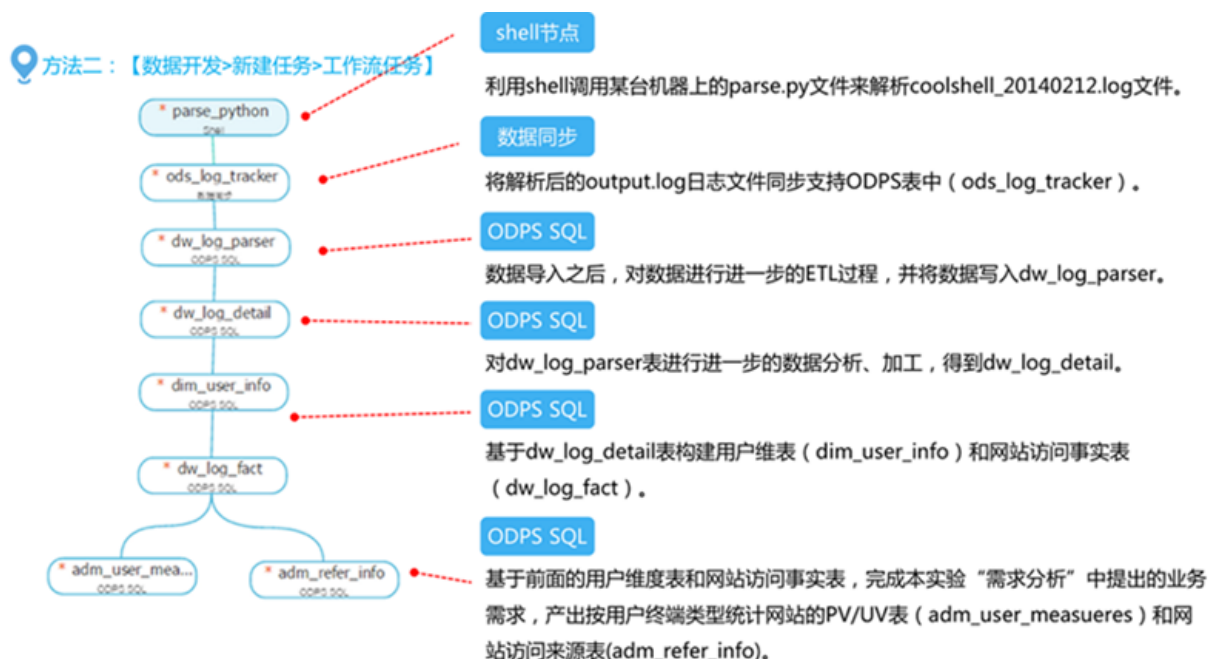 shell节点
方法二：【数据开发>新建任务>工作流任务】
利用shell调用某台机器上的parse.py文件来解析coolshell_20140212.log文件。
* parse_python
Shell
数据同步
* ods_log_tracker
数据同步
将解析后的output.log日志文件同步支持ODPS表中（ods_log_tracker）。
ODPS SQL
* dw_log_parser
ODPS SQL
数据导入之后，对数据进行进一步的ETL过程，并将数据写入dw_log_parser。
ODPS SQL
* dw_log_detail
ODPS SQL
对dw_log_parser表进行进一步的数据分析、加工，得到dw_log_detail。
* dim_user_info
ODPS SQL
ODPS SQL
基于dw_log_detail表构建用户维表（dim_user_info）和网站访问事实表
（dw_log_fact）。
* dw_log_fact
ODPS SQL
ODPS SQL
* adm_user_mea...
ODPS SQL
* adm_refer_info
ODPS SQL
基于前面的用户维度表和网站访问事实表，完成本实验“需求分析”中提出的业务
需求，产出按用户终端类型统计网站的PV/UV表（adm_user_measueres）和网
站访问来源表(adm_refer_info)。